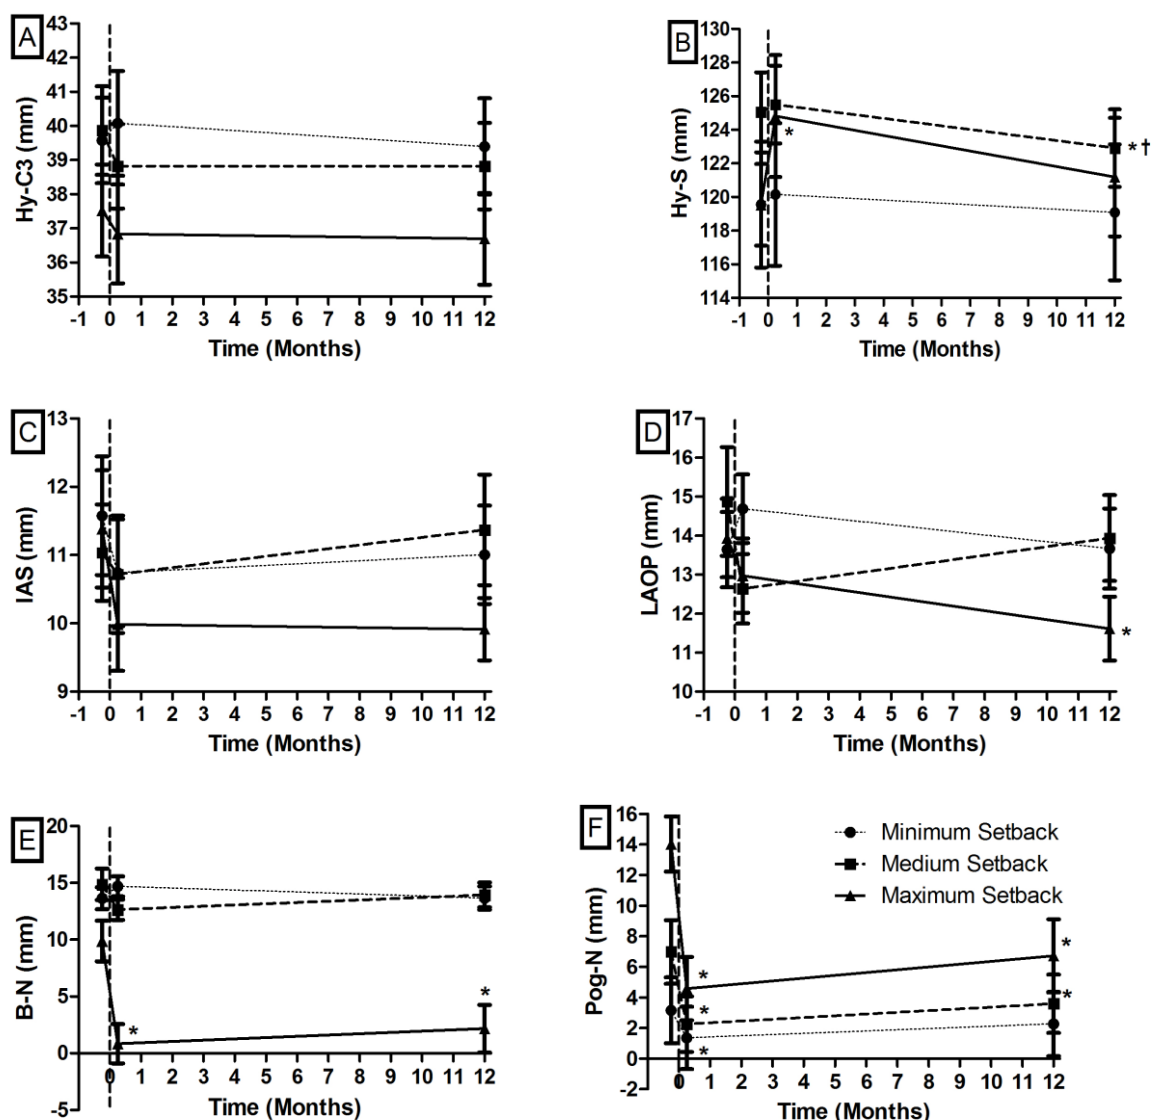 A
Hy-C3 (mm)
43
42
41
40
39
38
37
36
35
-1 0 1 2 3 4 5 6 7 8 9 10 11 12
Time (Months)
B
Hy-S (mm)
130
128
126
124
122
120
118
116
114
*
*†
-1 0 1 2 3 4 5 6 7 8 9 10 11 12
Time (Months)
C
IAS (mm)
13
12
11
10
9
-1 0 1 2 3 4 5 6 7 8 9 10 11 12
Time (Months)
D
LAOP (mm)
17
16
15
14
13
12
11
10
*
-1 0 1 2 3 4 5 6 7 8 9 10 11 12
Time (Months)
E
B-N (mm)
20
15
10
5
0
-5
*
*
0 1 2 3 4 5 6 7 8 9 10 11 12
Time (Months)
F
Pog-N (mm)
16
14
12
10
8
6
4
2
0
-2
Minimum Setback
Medium Setback
Maximum Setback
*
*
*
*
*
0 1 2 3 4 5 6 7 8 9 10 11 12
Time (Months)